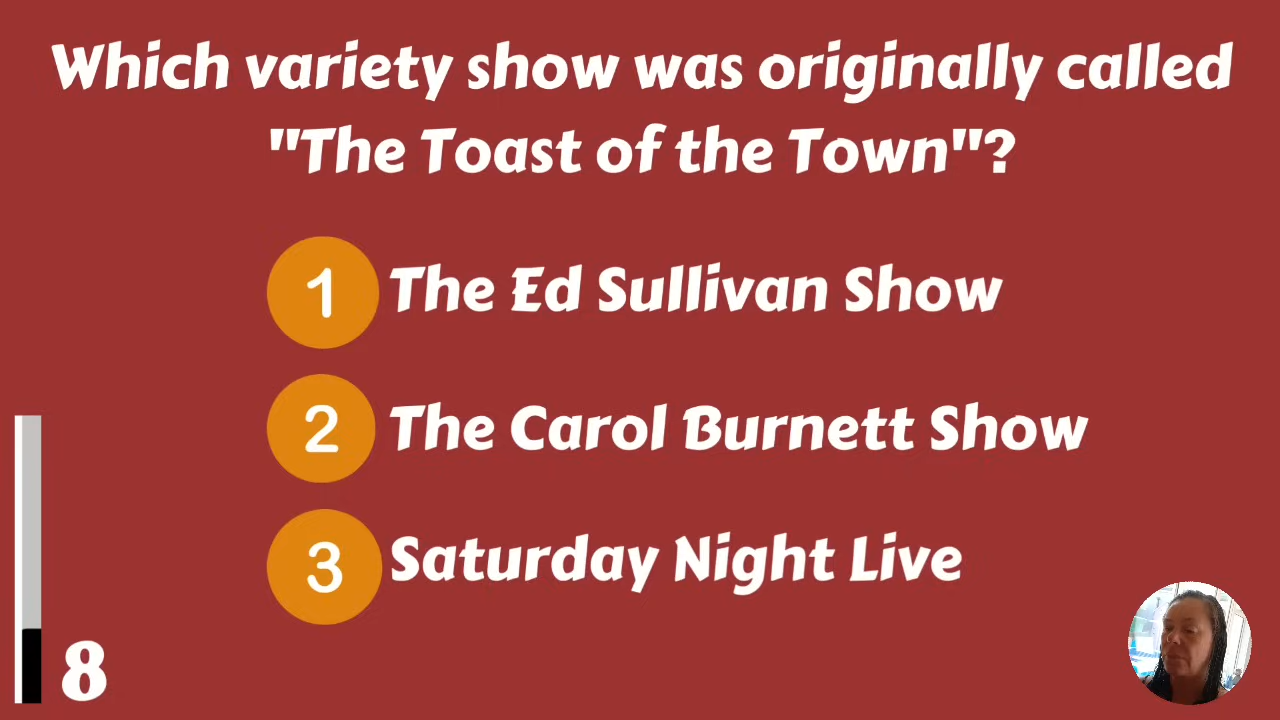 Which variety show was originally called
"The Toast of the Town"?
1 The Ed Sullivan Show
2 The Carol Burnett Show
3 Saturday Night Live
8